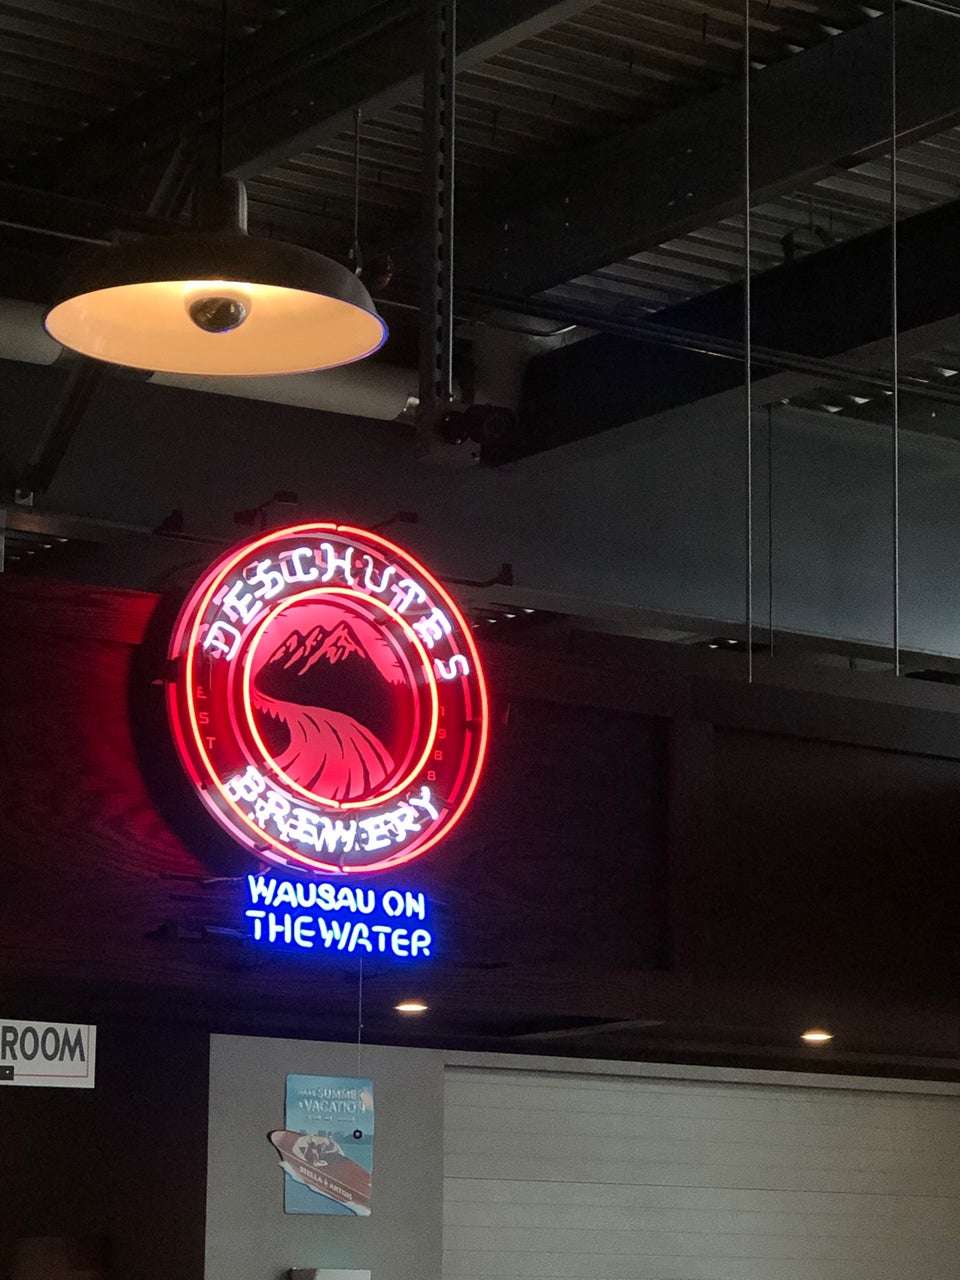 DESCHUTES
EST 1988
BREWERY
WAUSAU ON
THE WATER
ROOM
SUMMER
A VACATION
STELLA ARTOIS